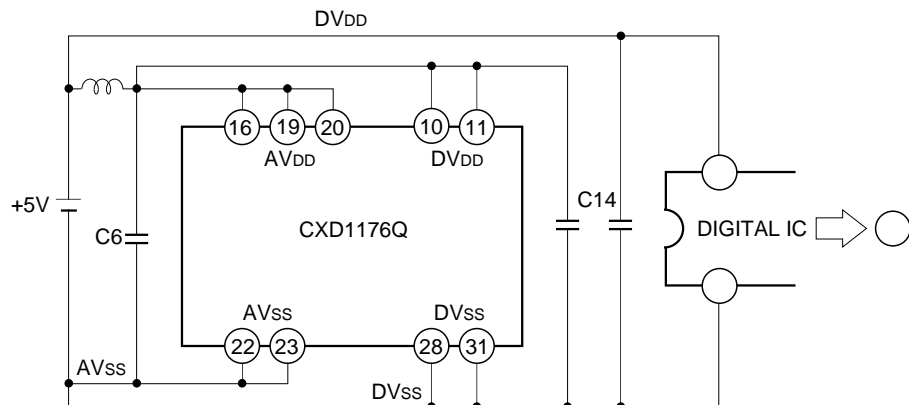 DVDD
16 19 20 10 11
AVDD DVDD
+5V C6 CXD1176Q C14 DIGITAL IC
AVSS DVSS
22 23 28 31
AVSS
DVSS